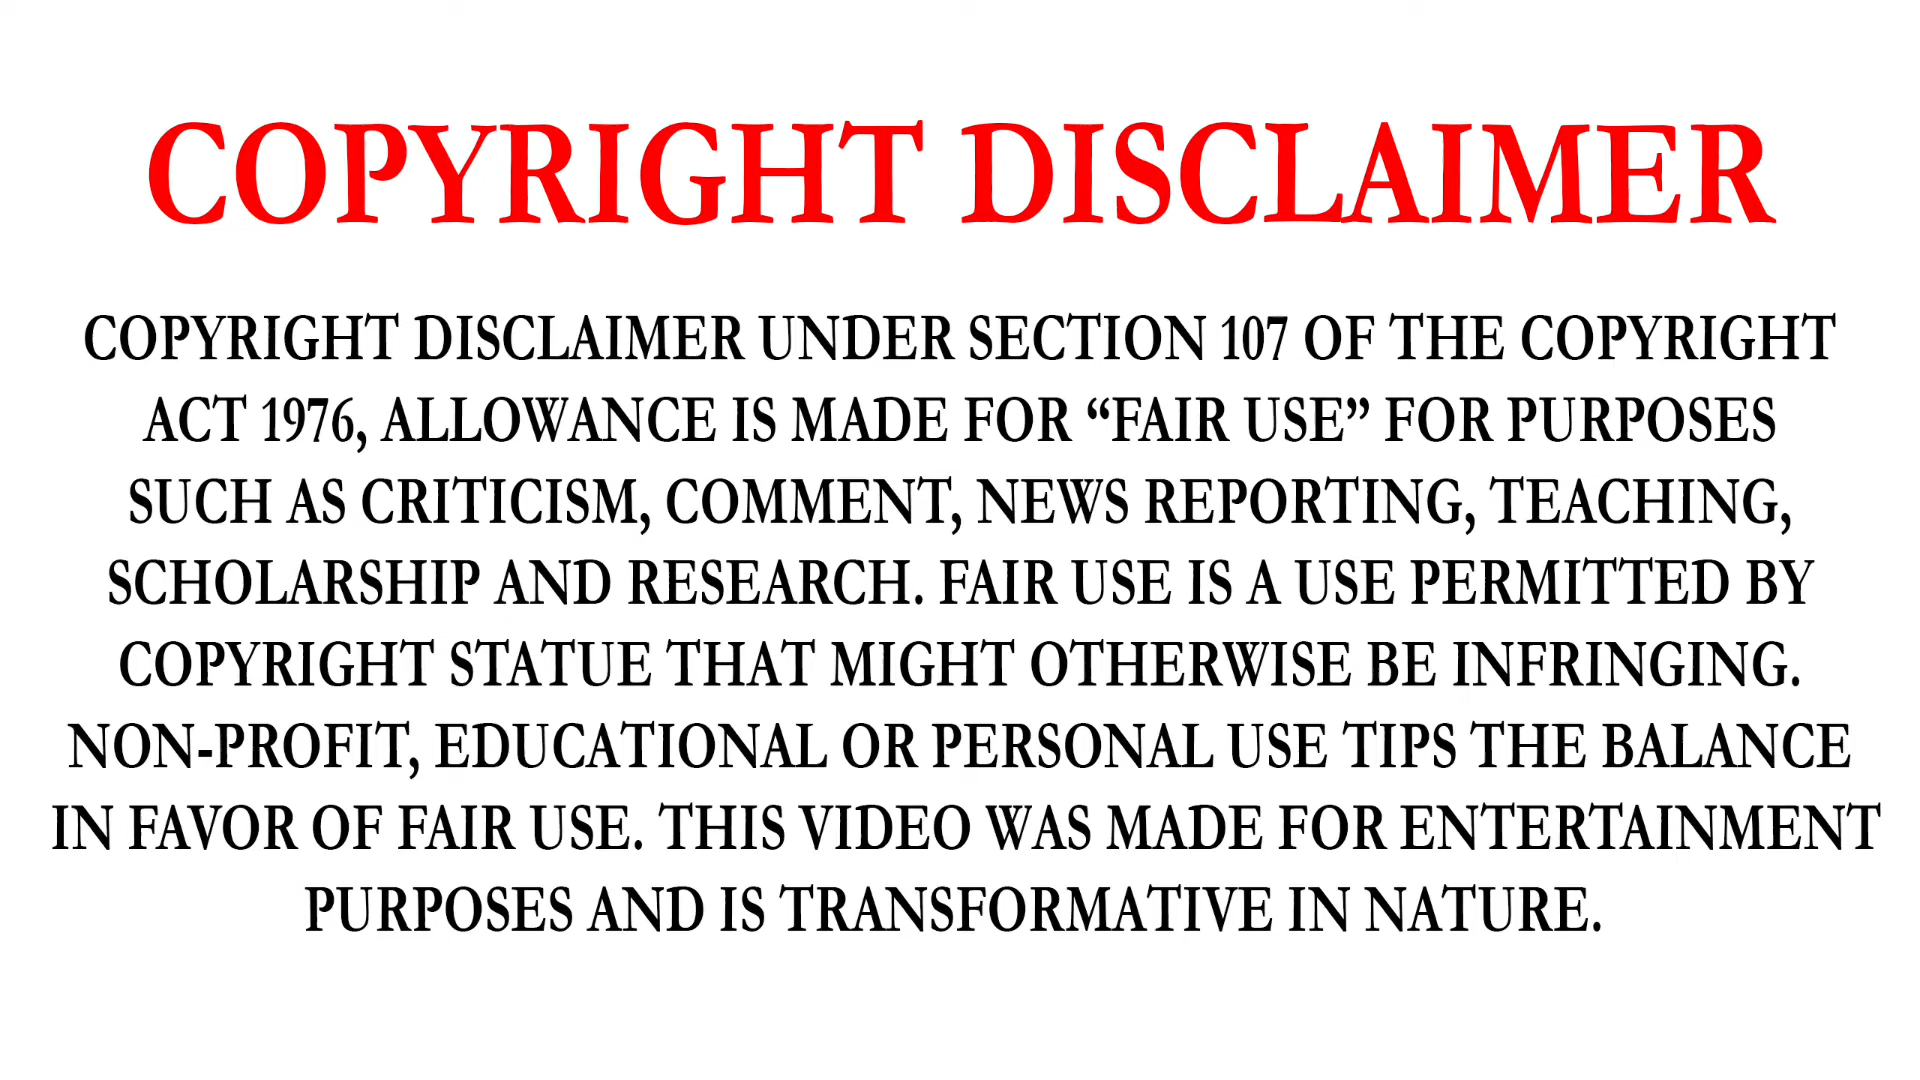 COPYRIGHT DISCLAIMER
COPYRIGHT DISCLAIMER UNDER SECTION 107 OF THE COPYRIGHT
ACT 1976, ALLOWANCE IS MADE FOR “FAIR USE” FOR PURPOSES
SUCH AS CRITICISM, COMMENT, NEWS REPORTING, TEACHING,
SCHOLARSHIP AND RESEARCH. FAIR USE IS A USE PERMITTED BY
COPYRIGHT STATUE THAT MIGHT OTHERWISE BE INFRINGING.
NON-PROFIT, EDUCATIONAL OR PERSONAL USE TIPS THE BALANCE
IN FAVOR OF FAIR USE. THIS VIDEO WAS MADE FOR ENTERTAINMENT
PURPOSES AND IS TRANSFORMATIVE IN NATURE.